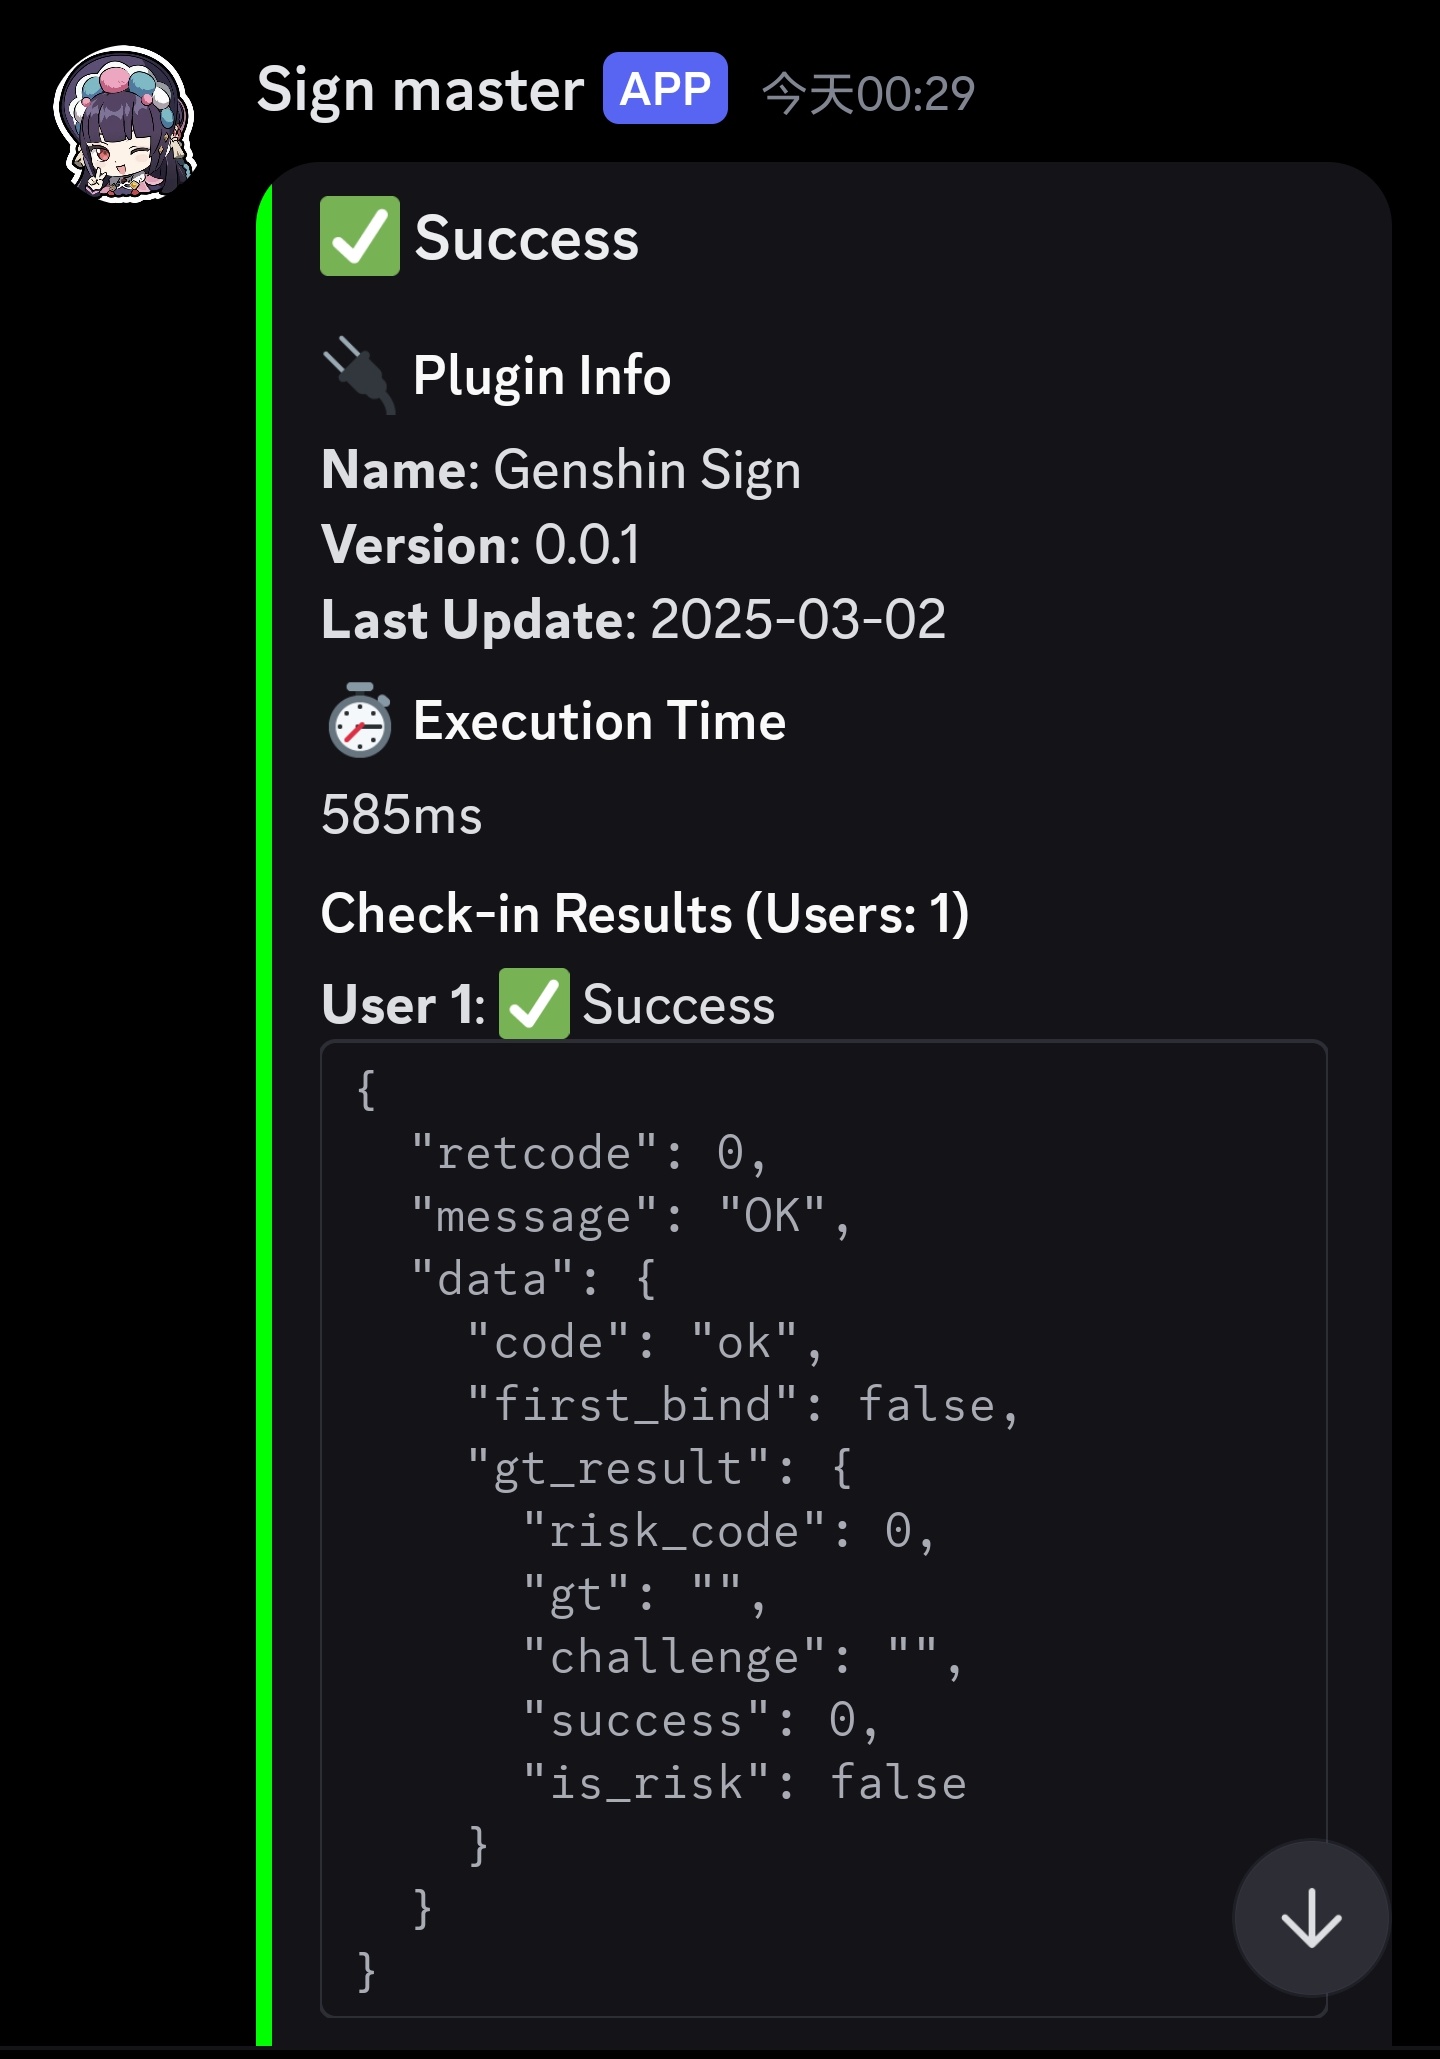 Sign master APP 今天00:29
✅ Success
🔌 Plugin Info
Name: Genshin Sign
Version: 0.0.1
Last Update: 2025-03-02
⏱️ Execution Time
585ms
Check-in Results (Users: 1)
User 1: ✅ Success
{
  "retcode": 0,
  "message": "OK",
  "data": {
    "code": "ok",
    "first_bind": false,
    "gt_result": {
      "risk_code": 0,
      "gt": "",
      "challenge": "",
      "success": 0,
      "is_risk": false
    }
  }
}